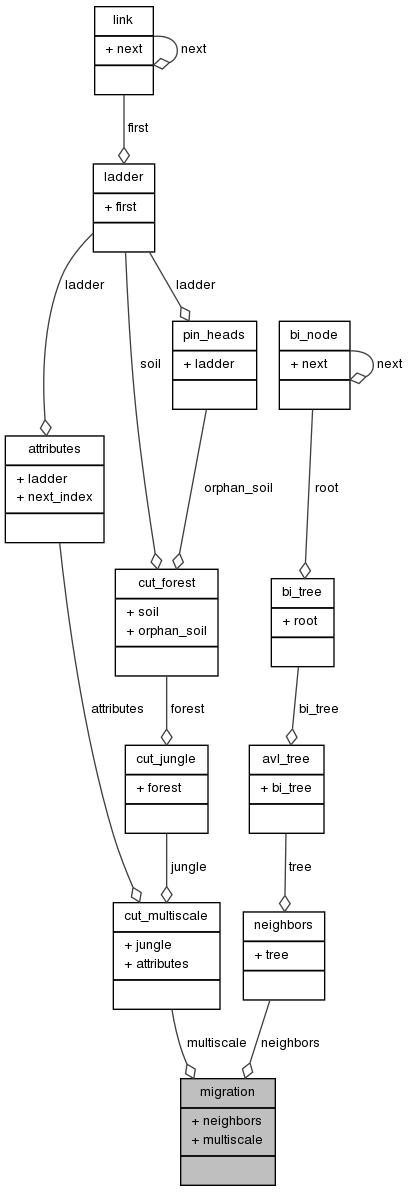 link
+ next
next
first
ladder
+ first
ladder
ladder
soil
pin_heads
+ ladder
bi_node
+ next
next
attributes
+ ladder
+ next_index
orphan_soil
root
cut_forest
+ soil
+ orphan_soil
bi_tree
+ root
attributes
forest
bi_tree
cut_jungle
+ forest
avl_tree
+ bi_tree
jungle
tree
cut_multiscale
+ jungle
+ attributes
neighbors
+ tree
multiscale
neighbors
migration
+ neighbors
+ multiscale